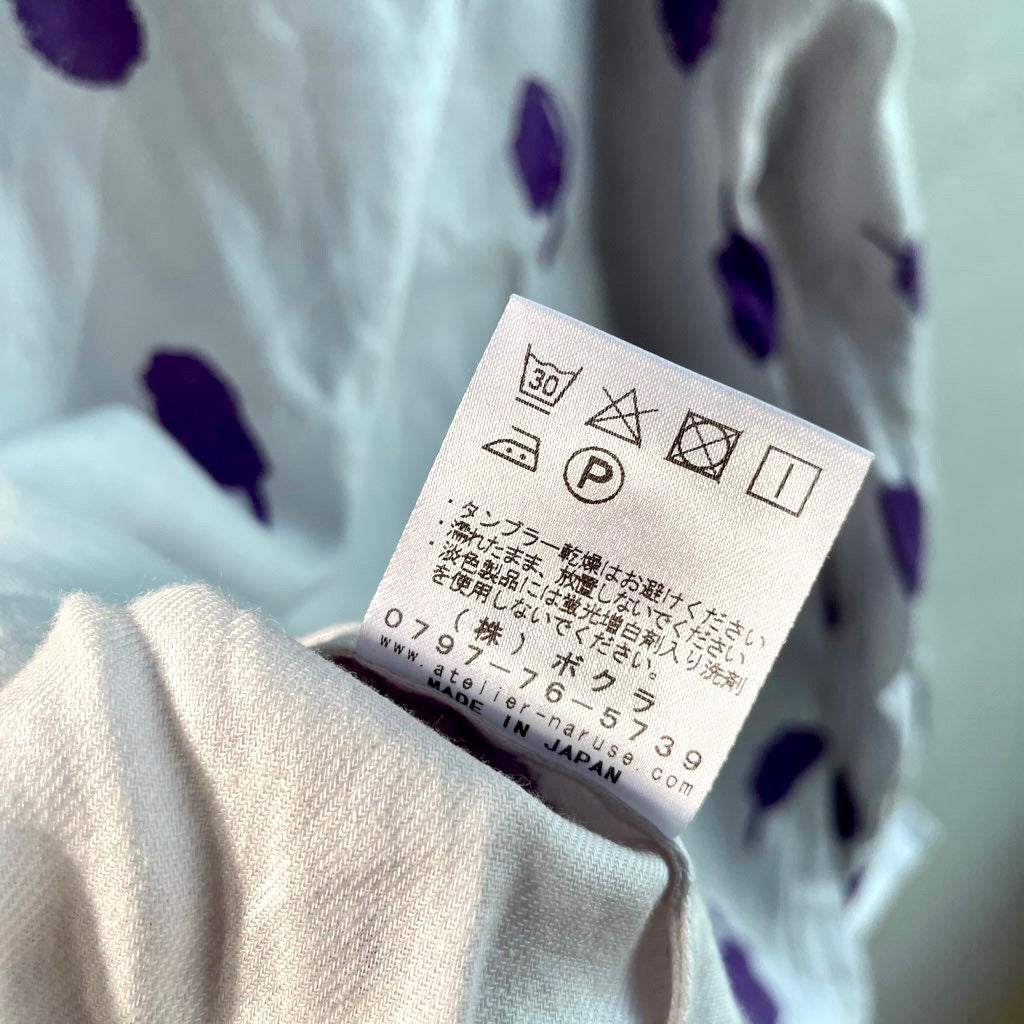 30
P
・タンブラー乾燥はお避けください
・濡れたまま、放置しないでください
・淡色製品には蛍光増白剤入り洗剤
を使用しないでください。
（株）ボクラ
0797-76-5739
www.atelier-naruse.com
MADE IN JAPAN